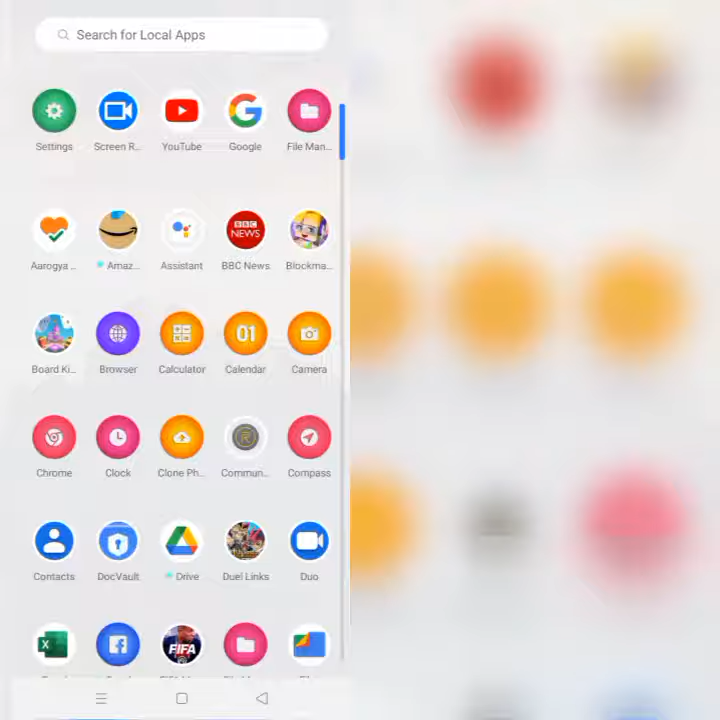 Search for Local Apps
Settings Screen R... YouTube Google File Man...
BBC
NEWS
Aarogya ... Amaz... Assistant BBC News Blockma...
01
Board Ki... Browser Calculator Calendar Camera
R
Chrome Clock Clone Ph... Commun... Compass
Contacts DocVault Drive Duel Links Duo
X FIFA